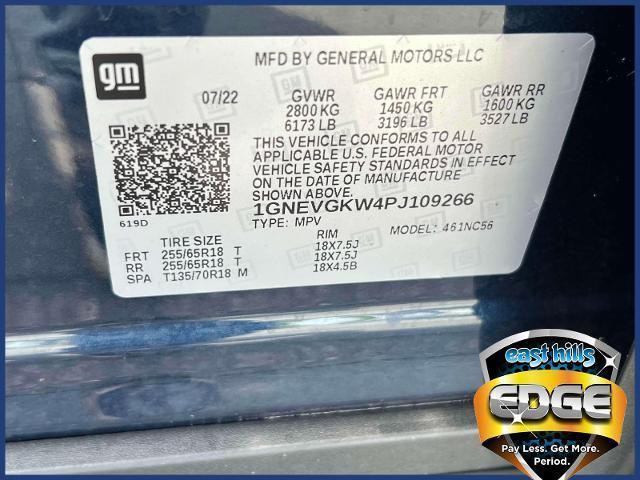 gm
MFD BY GENERAL MOTORS LLC
07/22 GVWR GAWR FRT GAWR RR
2800 KG 1450 KG 1600 KG
6173 LB 3196 LB 3527 LB
THIS VEHICLE CONFORMS TO ALL
APPLICABLE U.S. FEDERAL MOTOR
VEHICLE SAFETY STANDARDS IN EFFECT
ON THE DATE OF MANUFACTURE
SHOWN ABOVE.
619D
1GNEVGKW4PJ109266
TYPE: MPV MODEL: 461NC56
TIRE SIZE RIM
FRT 255/65R18 T 18X7.5J
RR 255/65R18 T 18X7.5J
SPA T135/70R18 M 18X4.5B
east hills
EDGE
Pay Less. Get More.
Period.